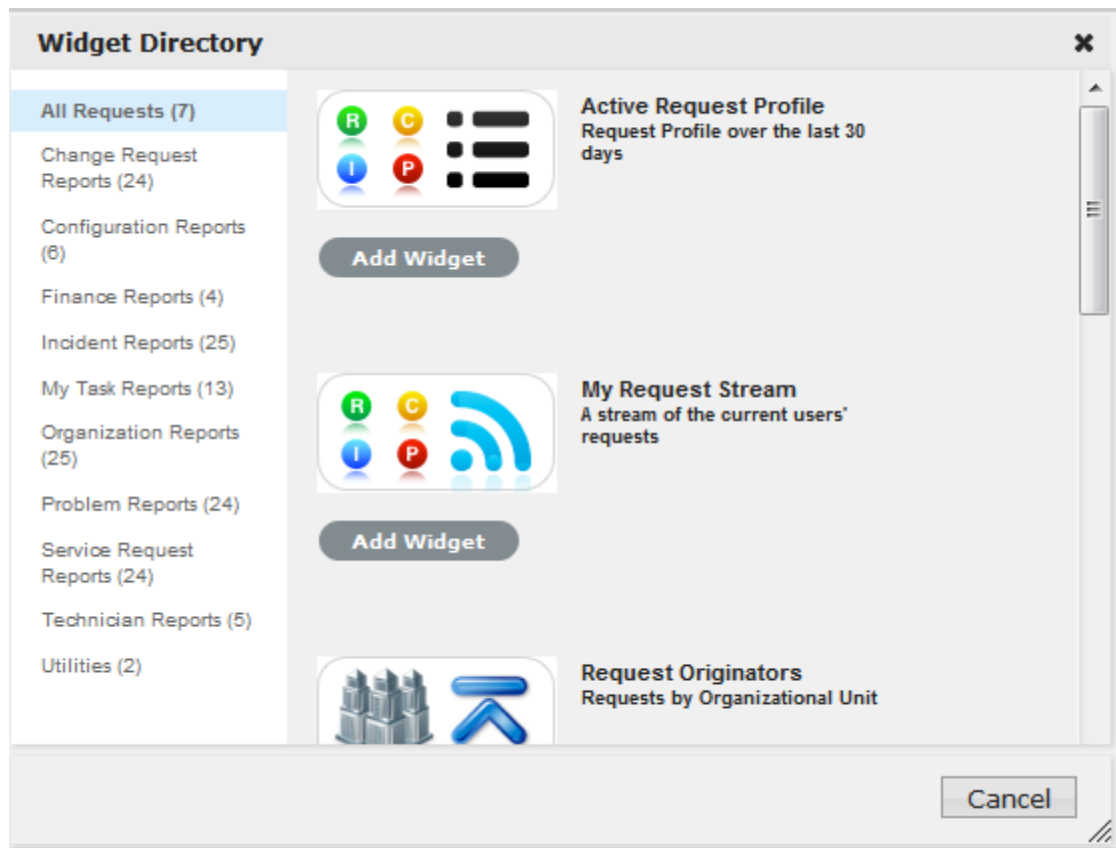 Widget Directory
All Requests (7)
Change Request
Reports (24)
Configuration Reports
(6)
Finance Reports (4)
Incident Reports (25)
My Task Reports (13)
Organization Reports
(25)
Problem Reports (24)
Service Request
Reports (24)
Technician Reports (5)
Utilities (2)
R C
I P
Active Request Profile
Request Profile over the last 30
days
Add Widget
R C
I P
My Request Stream
A stream of the current users'
requests
Add Widget
Request Originators
Requests by Organizational Unit
Cancel